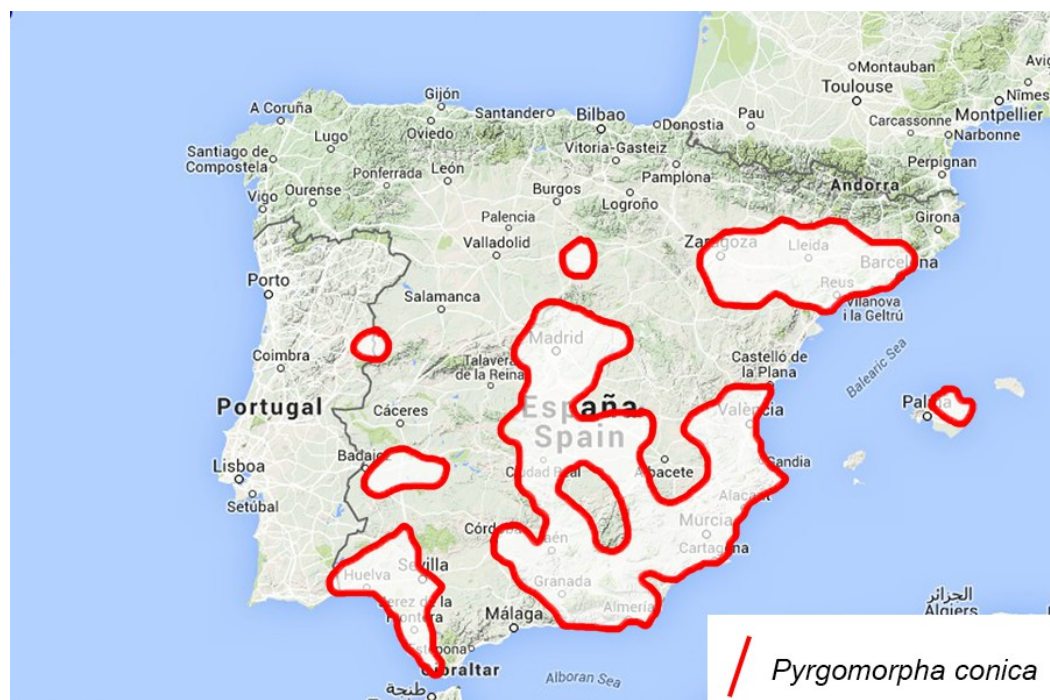 Montauban
Avig
Toulouse
Nîmes
Gijón
A Coruña
Santander
Bilbao
Donostia
Pau
Carcassonne
Montpellier
Narbonne
Lugo
Oviedo
Vitoria-Gasteiz
Santiago de
Compostela
Ponferrada
León
Pamplona
Perpignan
Andorra
Vigo
Ourense
Burgos
Logroño
Palencia
Girona
Valladolid
Zaragoza
Lleida
Barcelona
Porto
Salamanca
Reus
Vilanova
i la Geltrú
Madrid
Coimbra
Talavera
de la Reina
Castelló de
la Plana
Balearic Sea
Portugal
Cáceres
España
Spain
València
Palma
Lisboa
Badajoz
Ciudad Real
Albacete
Gandia
Setúbal
Alacant
Córdoba
Jaén
Murcia
Cartagena
Huelva
Sevilla
Granada
Jerez de la
Frontera
Málaga
Almería
الجزائر
Algiers
Estepona
Gibraltar
Alboran Sea
طنجة
Pyrgomorpha conica